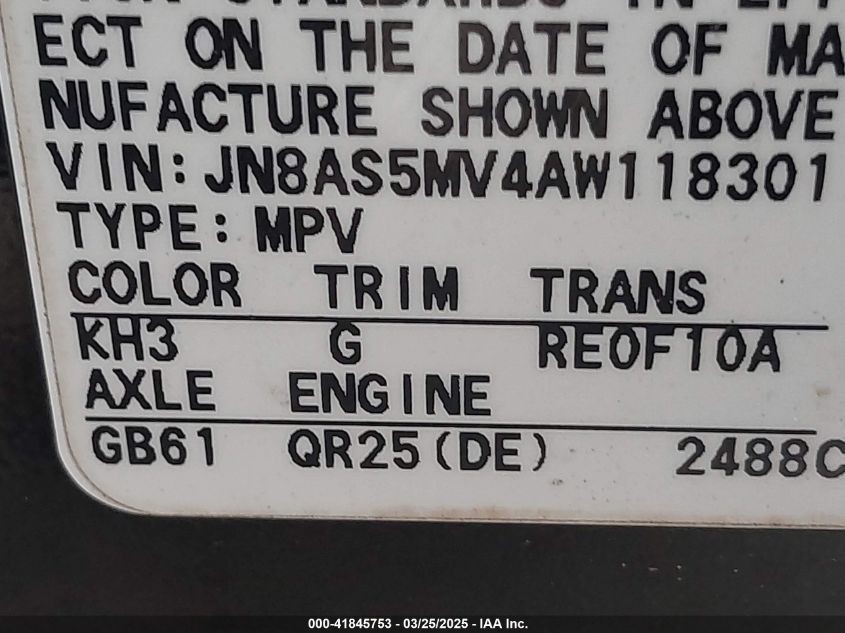 ECT ON THE DATE OF MA
NUFACTURE SHOWN ABOVE
VIN: JN8AS5MV4AW118301
TYPE: MPV
COLOR TRIM TRANS
KH3 G RE0F10A
AXLE ENGINE
GB61 QR25(DE) 2488C
000-41845753 - 03/25/2025 - IAA Inc.